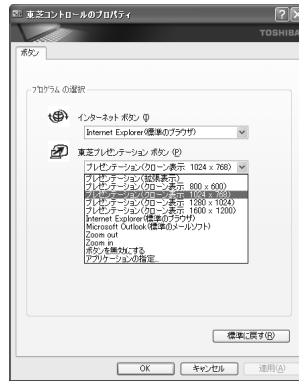 東芝コントロールのプロパティ
TOSHIBA
ボタン
プログラムの選択
インターネット ボタン(I)
Internet Explorer(標準のブラウザ)
東芝プレゼンテーション ボタン(P)
プレゼンテーション(クローン表示 1024 x 768)
プレゼンテーション(拡張表示)
プレゼンテーション(クローン表示 800 x 600)
プレゼンテーション(クローン表示 1024 x 768)
プレゼンテーション(クローン表示 1280 x 1024)
プレゼンテーション(クローン表示 1600 x 1200)
Internet Explorer(標準のブラウザ)
Microsoft Outlook(標準のメールソフト)
Zoom out
Zoom in
ボタンを無効にする
アプリケーションの指定...
標準に戻す(R)
OK
キャンセル
適用(A)